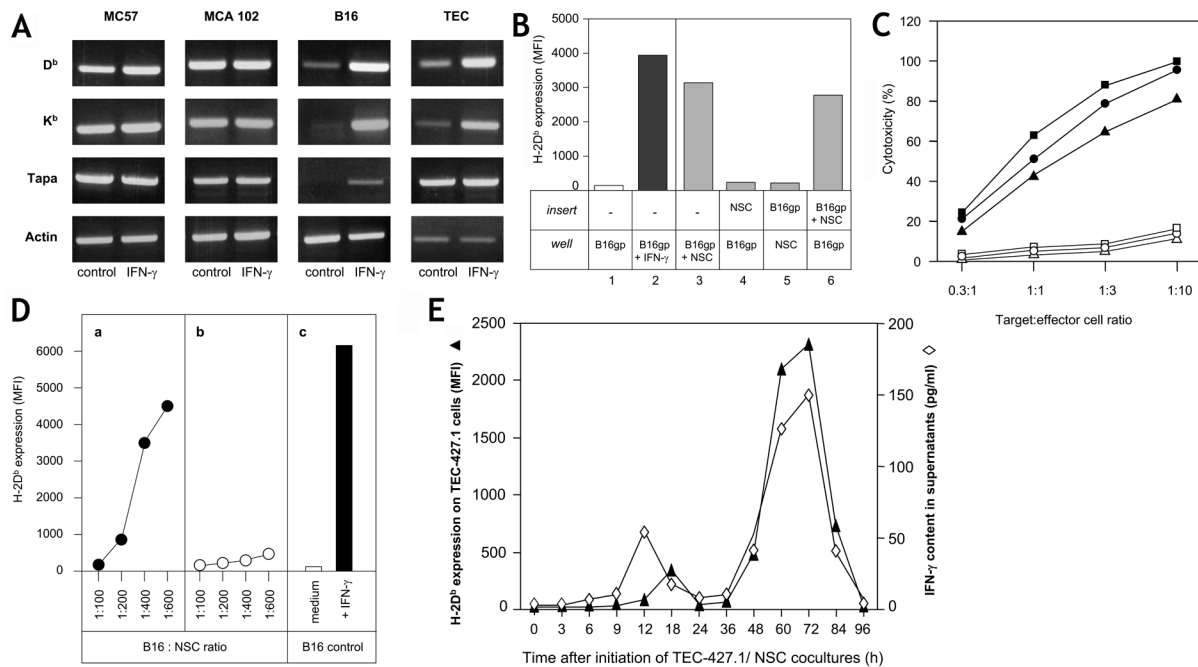 A
MC57 MCA 102 B16 TEC
Dᵇ
Kᵇ
Tapa
Actin
control IFN-γ control IFN-γ control IFN-γ control IFN-γ
B
H-2Dᵇ expression (MFI)
5000
4000
3000
2000
1000
0
insert - - - NSC B16gp B16gp + NSC
well B16gp B16gp + IFN-γ B16gp + NSC B16gp NSC B16gp
1 2 3 4 5 6
C
Cytotoxicity (%)
120
100
80
60
40
20
0
0.3:1 1:1 1:3 1:10
Target:effector cell ratio
D
a b c
H-2Dᵇ expression (MFI)
6000
5000
4000
3000
2000
1000
0
1:100 1:200 1:400 1:600 1:100 1:200 1:400 1:600 medium + IFN-γ
B16 : NSC ratio B16 control
E
H-2Dᵇ expression on TEC-427.1 cells (MFI)
2500
2000
1500
1000
500
0
200
150
100
50
0
IFN-γ content in supernatants (pg/ml)
0 3 6 9 12 18 24 36 48 60 72 84 96
Time after initiation of TEC-427.1/ NSC cocultures (h)